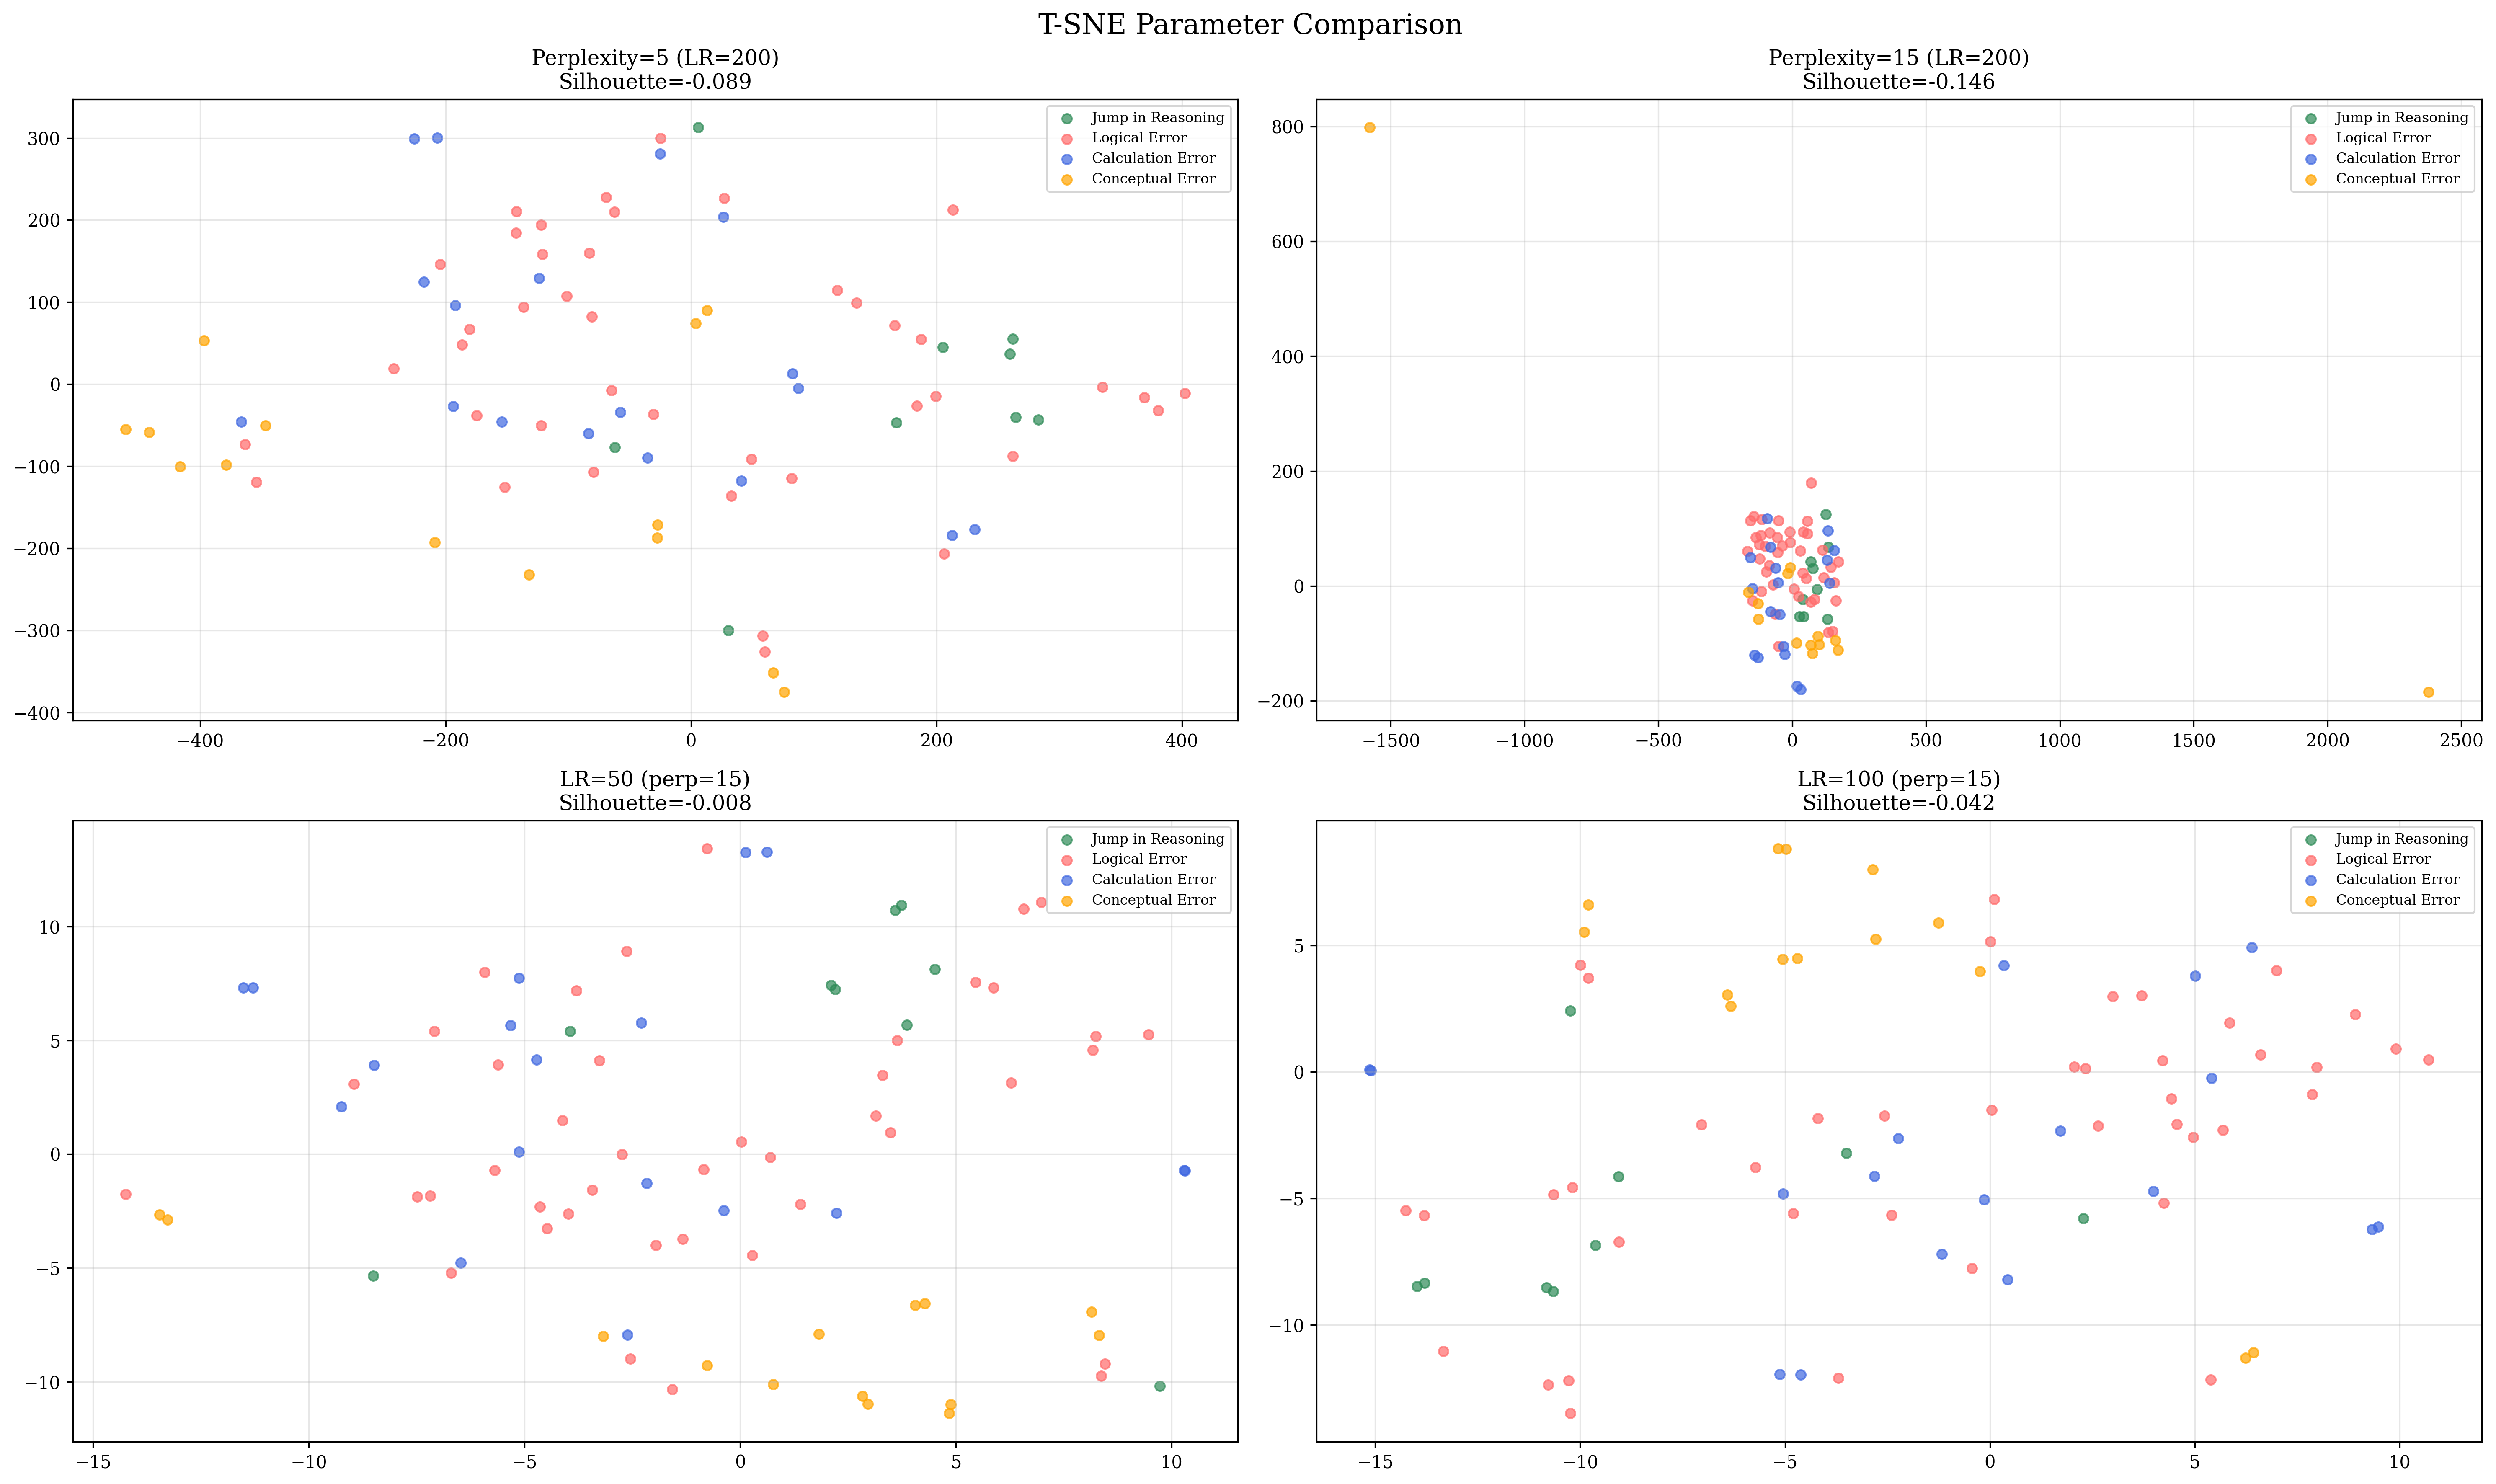 T-SNE Parameter Comparison
Perplexity=5 (LR=200)
Silhouette=-0.089
Jump in Reasoning
Logical Error
Calculation Error
Conceptual Error
300
200
100
0
−100
−200
−300
−400
−400 −200 0 200 400
Perplexity=15 (LR=200)
Silhouette=-0.146
Jump in Reasoning
Logical Error
Calculation Error
Conceptual Error
800
600
400
200
0
−200
−1500 −1000 −500 0 500 1000 1500 2000 2500
LR=50 (perp=15)
Silhouette=-0.008
Jump in Reasoning
Logical Error
Calculation Error
Conceptual Error
10
5
0
−5
−10
−15 −10 −5 0 5 10
LR=100 (perp=15)
Silhouette=-0.042
Jump in Reasoning
Logical Error
Calculation Error
Conceptual Error
5
0
−5
−10
−15 −10 −5 0 5 10